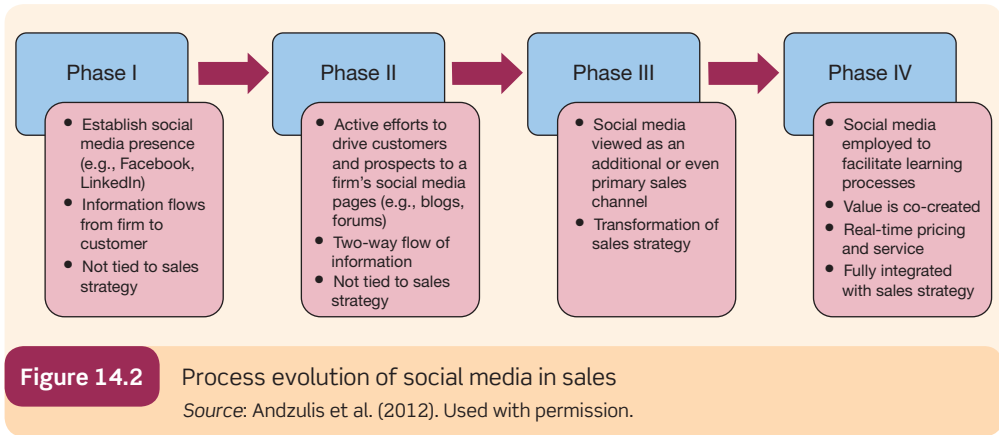 Phase I
• Establish social
media presence
(e.g., Facebook,
LinkedIn)
• Information flows
from firm to
customer
• Not tied to sales
strategy
Phase II
• Active efforts to
drive customers
and prospects to a
firm's social media
pages (e.g., blogs,
forums)
• Two-way flow of
information
• Not tied to sales
strategy
Phase III
• Social media
viewed as an
additional or even
primary sales
channel
• Transformation of
sales strategy
Phase IV
• Social media
employed to
facilitate learning
processes
• Value is co-created
• Real-time pricing
and service
• Fully integrated
with sales strategy
Figure 14.2
Process evolution of social media in sales
Source: Andzulis et al. (2012). Used with permission.